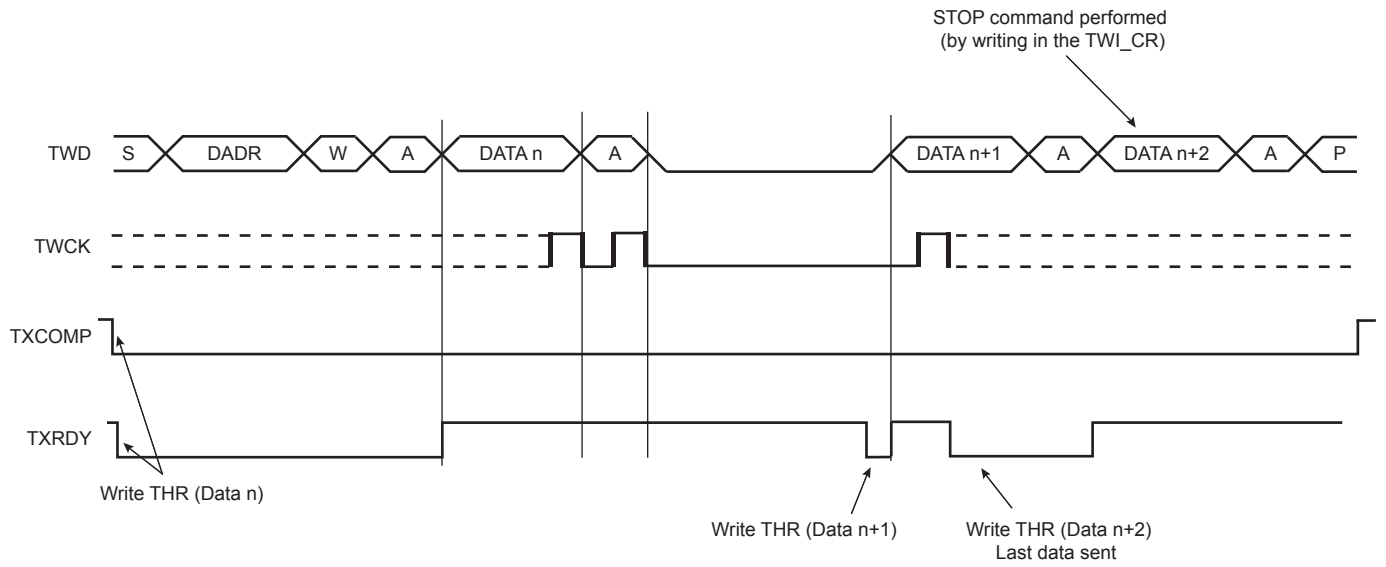 STOP command performed
(by writing in the TWI_CR)
TWD S DADR W A DATA n A DATA n+1 A DATA n+2 A P
TWCK
TXCOMP
TXRDY
Write THR (Data n)
Write THR (Data n+1)
Write THR (Data n+2)
Last data sent